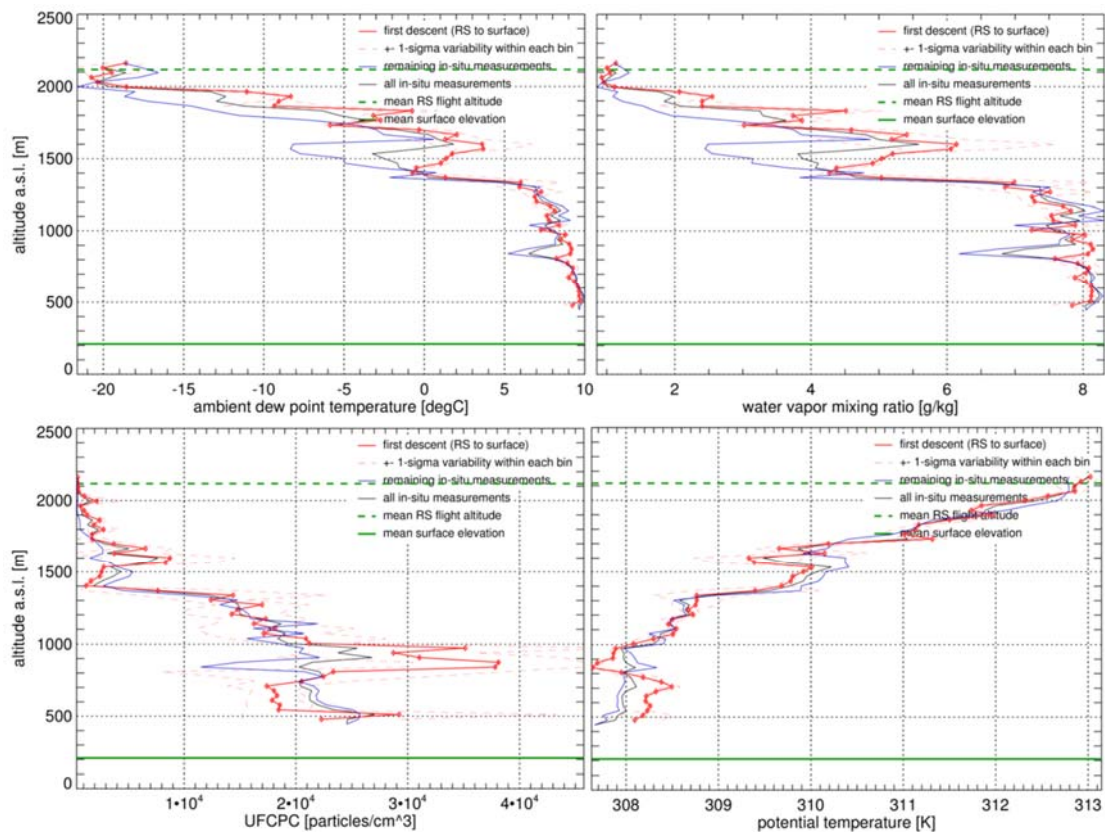 2500
2000
1500
1000
500
0
altitude a.s.l. [m]
first descent (RS to surface)
+- 1-sigma variability within each bin
remaining in-situ measurements
all in-situ measurements
mean RS flight altitude
mean surface elevation
-20 -15 -10 -5 0 5 10
ambient dew point temperature [degC]
first descent (RS to surface)
+- 1-sigma variability within each bin
remaining in-situ measurements
all in-situ measurements
mean RS flight altitude
mean surface elevation
2 4 6 8
water vapor mixing ratio [g/kg]
2500
2000
1500
1000
500
0
altitude a.s.l. [m]
first descent (RS to surface)
+- 1-sigma variability within each bin
remaining in-situ measurements
all in-situ measurements
mean RS flight altitude
mean surface elevation
1•10⁴ 2•10⁴ 3•10⁴ 4•10⁴
UFCPC [particles/cm^3]
first descent (RS to surface)
+- 1-sigma variability within each bin
remaining in-situ measurements
all in-situ measurements
mean RS flight altitude
mean surface elevation
308 309 310 311 312 313
potential temperature [K]